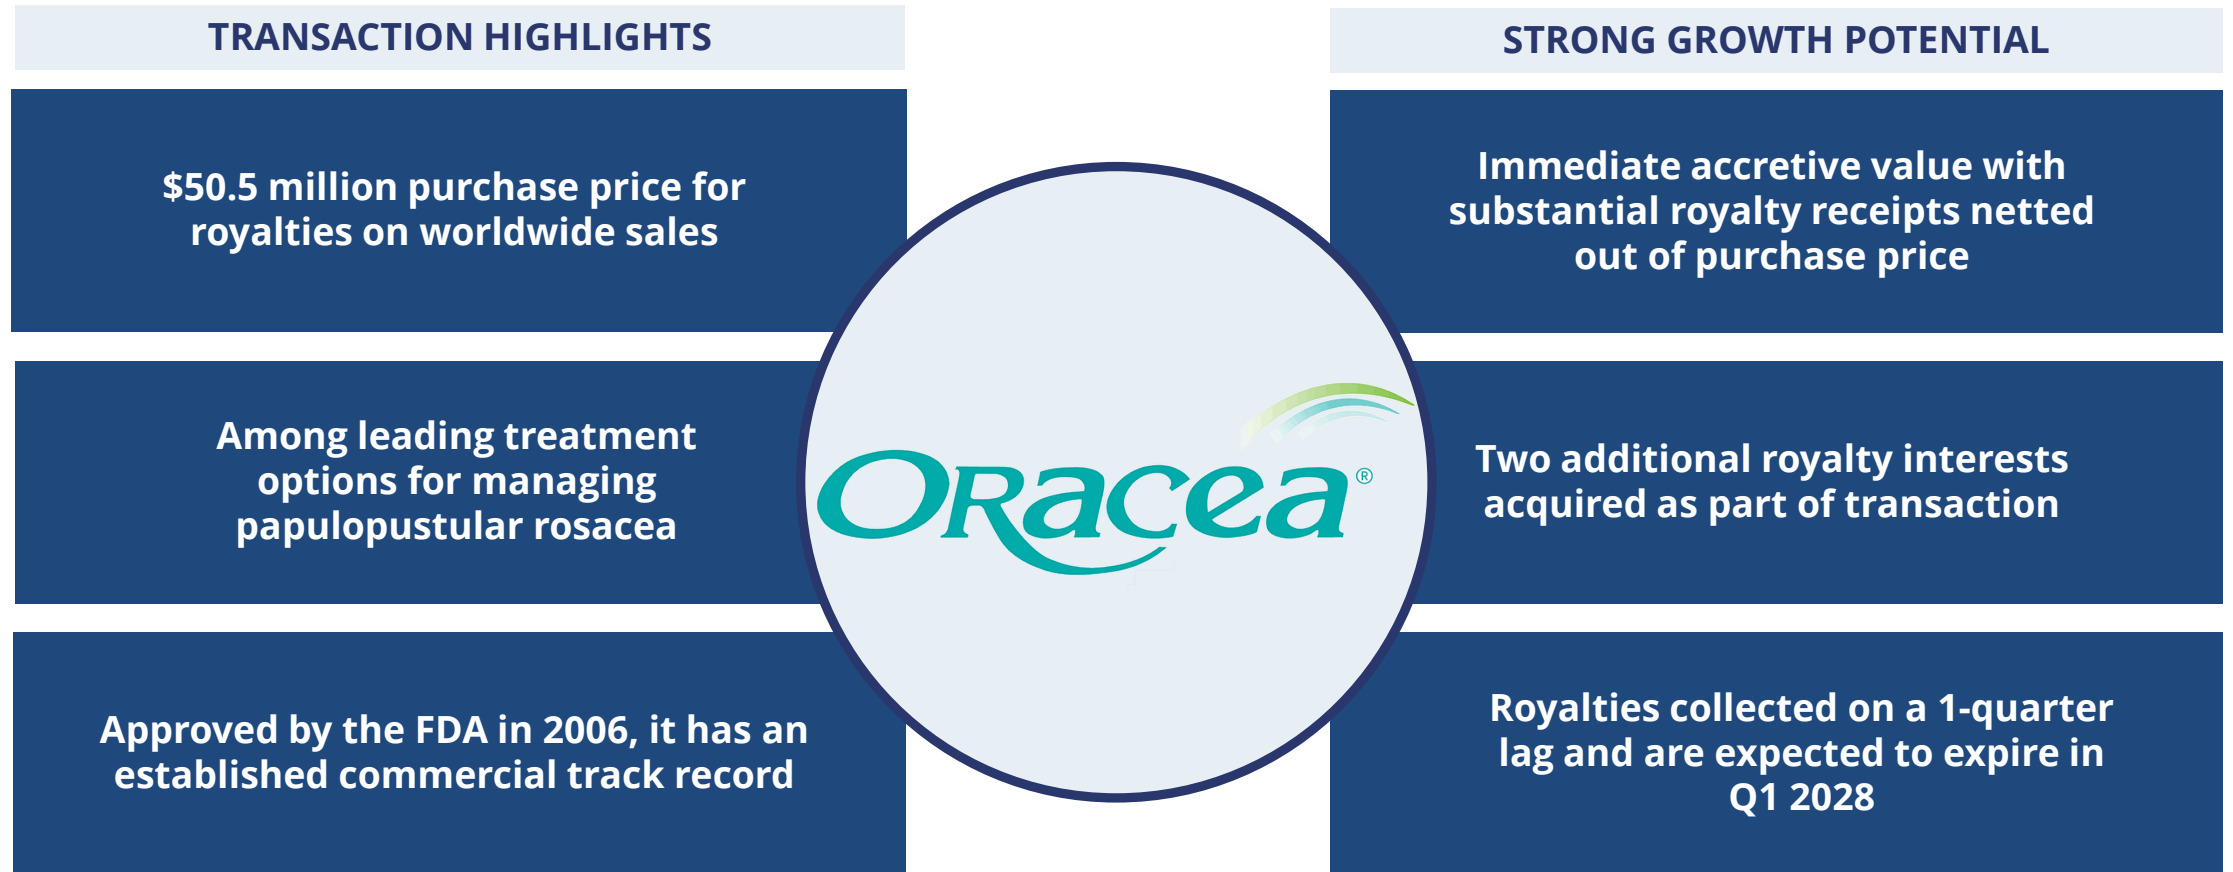 TRANSACTION HIGHLIGHTS
$50.5 million purchase price for
royalties on worldwide sales
Among leading treatment
options for managing
papulopustular rosacea
Approved by the FDA in 2006, it has an
established commercial track record
ORACEA®
STRONG GROWTH POTENTIAL
Immediate accretive value with
substantial royalty receipts netted
out of purchase price
Two additional royalty interests
acquired as part of transaction
Royalties collected on a 1-quarter
lag and are expected to expire in
Q1 2028